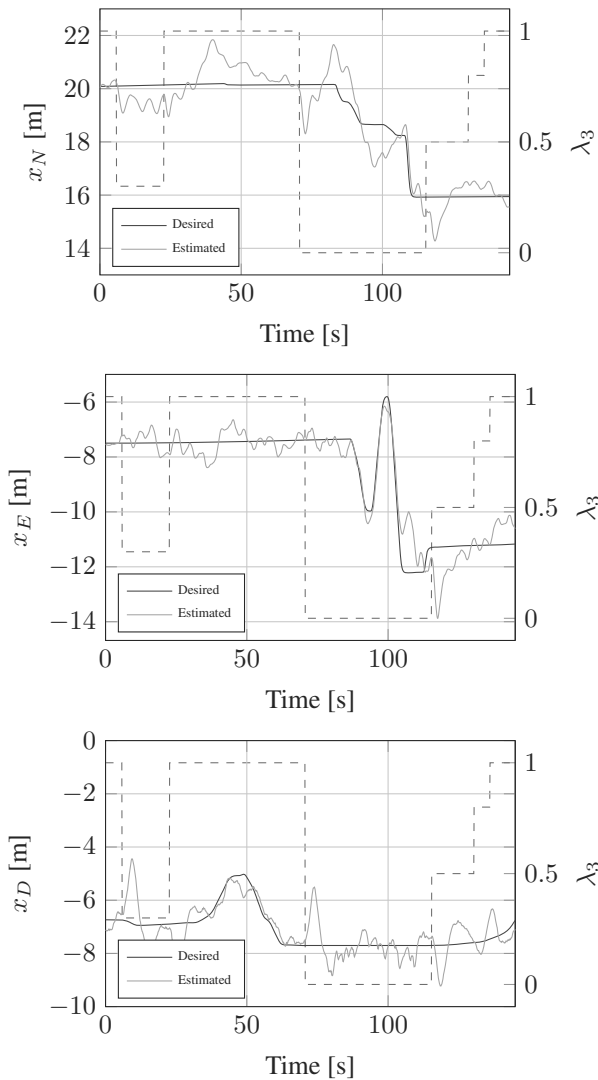 22
20
18
16
14
x_N [m]
1
0.5
0
λ_3
Desired
Estimated
0 50 100
Time [s]
−6
−8
−10
−12
−14
x_E [m]
1
0.5
0
λ_3
Desired
Estimated
0 50 100
Time [s]
0
−2
−4
−6
−8
−10
x_D [m]
1
0.5
0
λ_3
Desired
Estimated
0 50 100
Time [s]